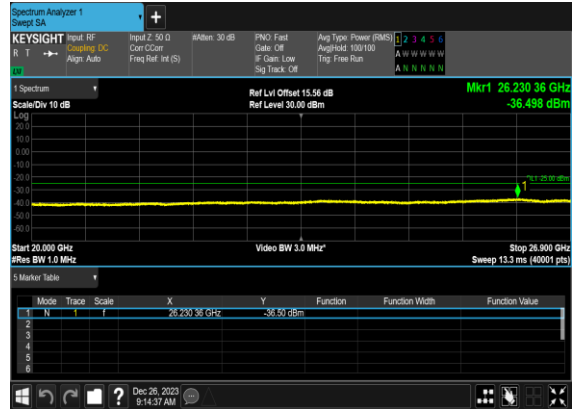 Spectrum Analyzer 1
Swept SA
+
KEYSIGHT Input: RF Input Z: 50 Ω #Atten: 30 dB PNO: Fast Avg Type: Power (RMS) 1 2 3 4 5 6
R T Coupling: DC Corr CCorr Gate: Off Avg|Hold: 100/100 A W W W W W
Align: Auto Freq Ref: Int (S) IF Gain: Low Trig: Free Run
Sig Track: Off A N N N N N
1 Spectrum Ref Lvl Offset 15.56 dB Mkr1 26.230 36 GHz
Scale/Div 10 dB Ref Level 30.00 dBm -36.498 dBm
Log
20.0
10.0
0.00
-10.0
-20.0
-30.0
-40.0
-50.0
-60.0
1
Start 20.000 GHz Video BW 3.0 MHz* Stop 26.900 GHz
#Res BW 1.0 MHz Sweep 13.3 ms (40001 pts)
5 Marker Table
Mode Trace Scale X Y Function Function Width Function Value
1 N 1 f 26.230 36 GHz -36.50 dBm
2
3
4
5
6
? Dec 26, 2023
9:14:37 AM